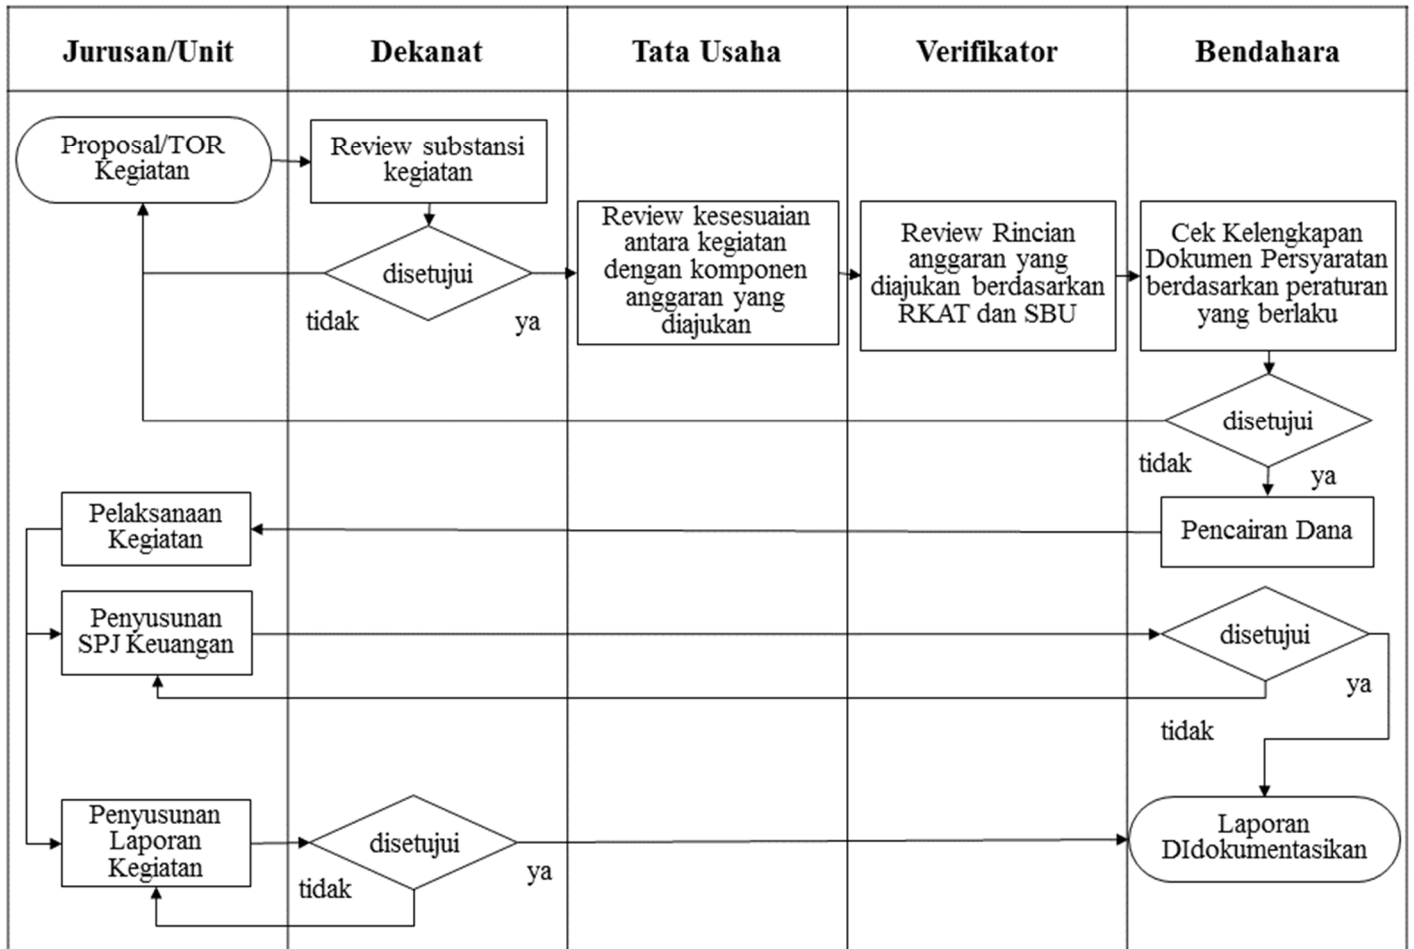 Jurusan/Unit
Dekanat
Tata Usaha
Verifikator
Bendahara
Proposal/TOR
Kegiatan
Review substansi
kegiatan
disetujui
tidak
ya
Review kesesuaian
antara kegiatan
dengan komponen
anggaran yang
diajukan
Review Rincian
anggaran yang
diajukan berdasarkan
RKAT dan SBU
Cek Kelengkapan
Dokumen Persyaratan
berdasarkan peraturan
yang berlaku
disetujui
tidak
ya
Pencairan Dana
Pelaksanaan
Kegiatan
Penyusunan
SPJ Keuangan
disetujui
ya
tidak
Penyusunan
Laporan
Kegiatan
disetujui
tidak
ya
Laporan
DIdokumentasikan